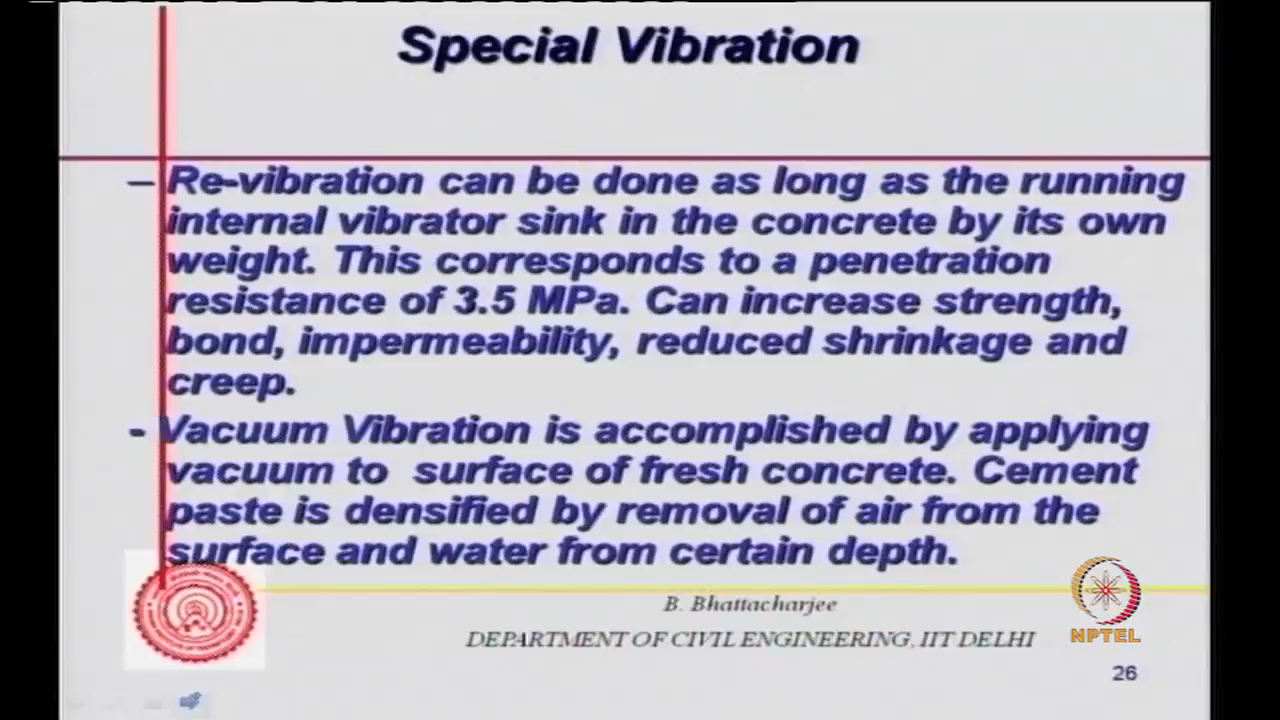 Special Vibration
– Re-vibration can be done as long as the running
internal vibrator sink in the concrete by its own
weight. This corresponds to a penetration
resistance of 3.5 MPa. Can increase strength,
bond, impermeability, reduced shrinkage and
creep.
- Vacuum Vibration is accomplished by applying
vacuum to surface of fresh concrete. Cement
paste is densified by removal of air from the
surface and water from certain depth.
B. Bhattacharjee
DEPARTMENT OF CIVIL ENGINEERING, IIT DELHI
NPTEL
26